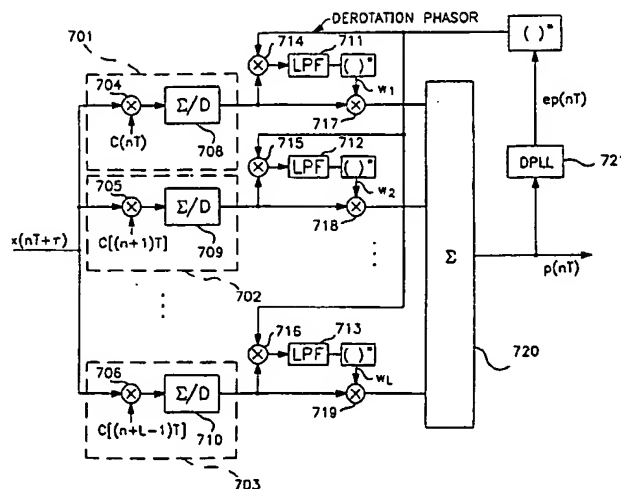 DEROTATION PHASOR
701
714
711
( )*
704
LPF
( )*
Σ/D
w1
717
ep(nT)
C(nT)
708
715
712
DPLL
721
705
LPF
( )*
Σ/D
w2
718
x(nT+τ)
C[(n+1)T]
709
Σ
p(nT)
702
716
713
720
706
LPF
( )*
Σ/D
wL
719
C[(n+L-1)T]
710
703